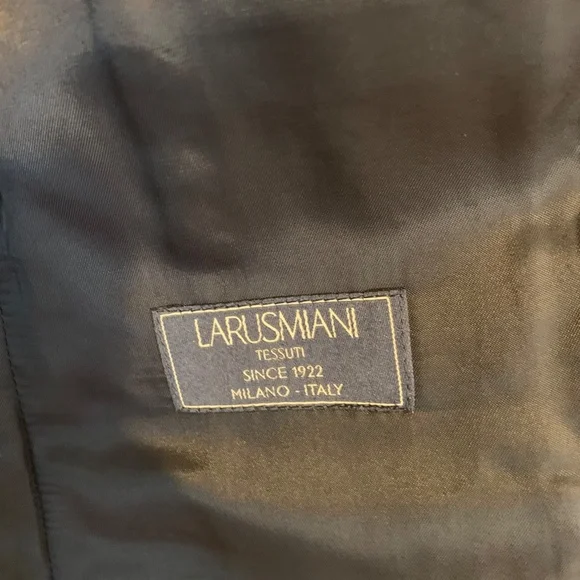 LARUSMIANI
TESSUTI
SINCE 1922
MILANO - ITALY